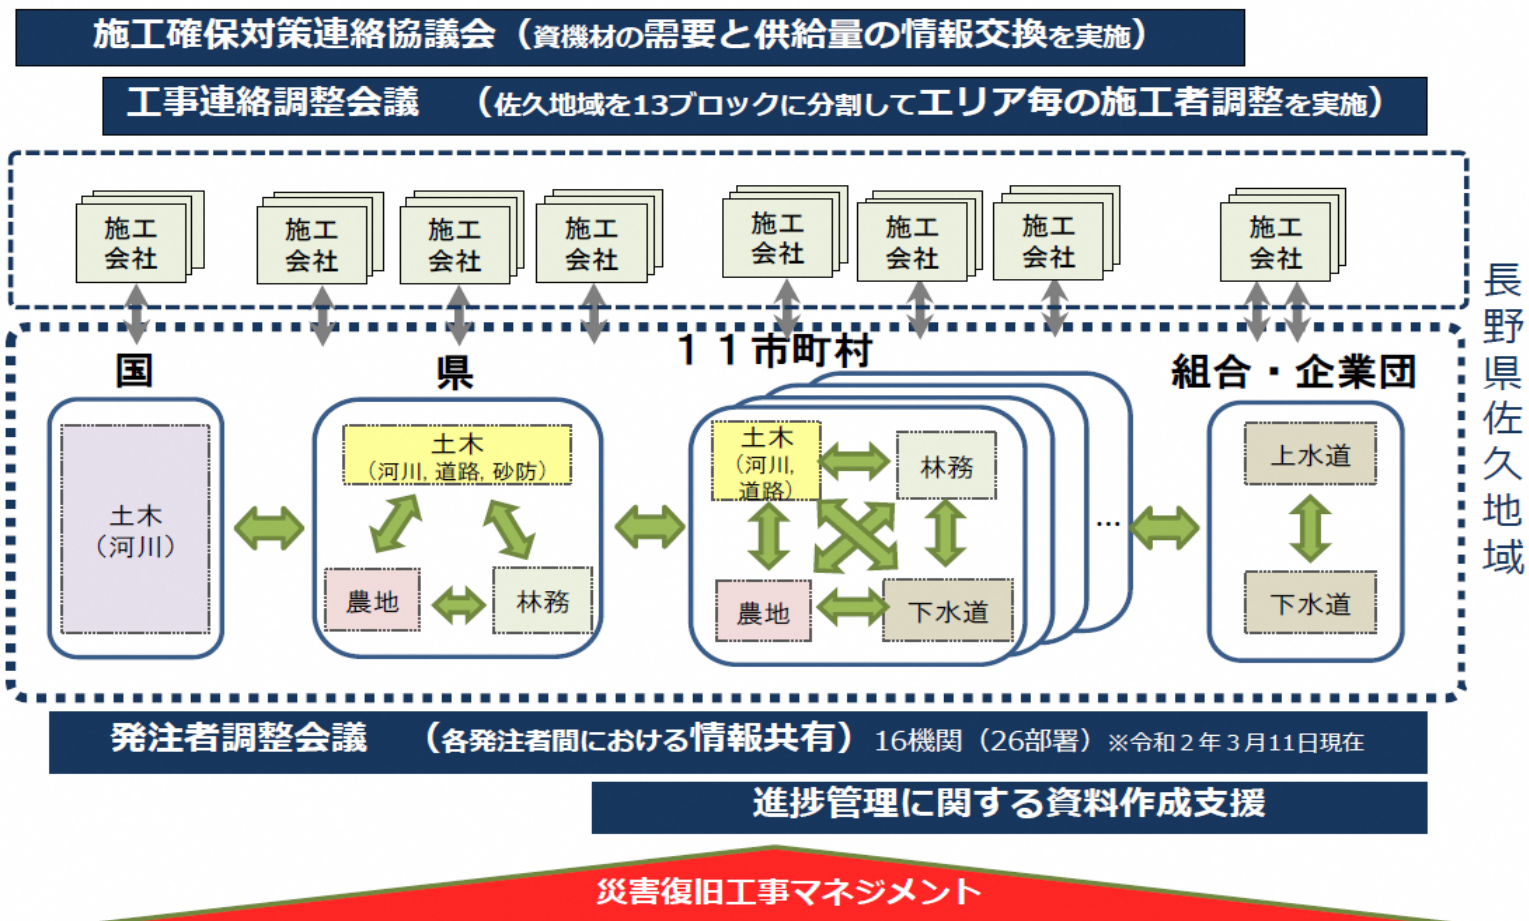 施工確保対策連絡協議会（資機材の需要と供給量の情報交換を実施）
工事連絡調整会議　（佐久地域を13ブロックに分割してエリア毎の施工者調整を実施）
施工
会社
施工
会社
施工
会社
施工
会社
施工
会社
施工
会社
施工
会社
施工
会社
長野県佐久地域
国
県
１１市町村
組合・企業団
土木
（河川）
土木
（河川, 道路, 砂防）
農地
林務
土木
（河川,
道路）
林務
農地
下水道
…
上水道
下水道
発注者調整会議　（各発注者間における情報共有）16機関（26部署）※令和２年３月11日現在
進捗管理に関する資料作成支援
災害復旧工事マネジメント